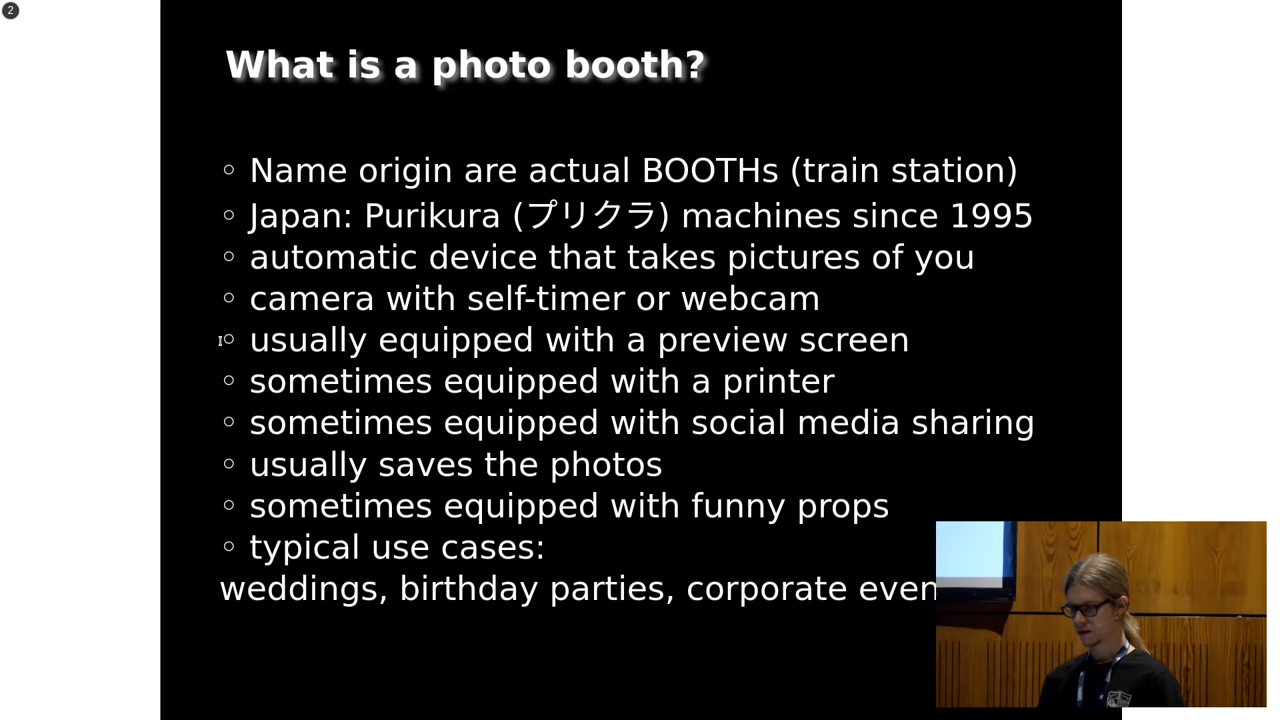 2
What is a photo booth?
◦ Name origin are actual BOOTHs (train station)
◦ Japan: Purikura (プリクラ) machines since 1995
◦ automatic device that takes pictures of you
◦ camera with self-timer or webcam
◦ usually equipped with a preview screen
◦ sometimes equipped with a printer
◦ sometimes equipped with social media sharing
◦ usually saves the photos
◦ sometimes equipped with funny props
◦ typical use cases:
weddings, birthday parties, corporate